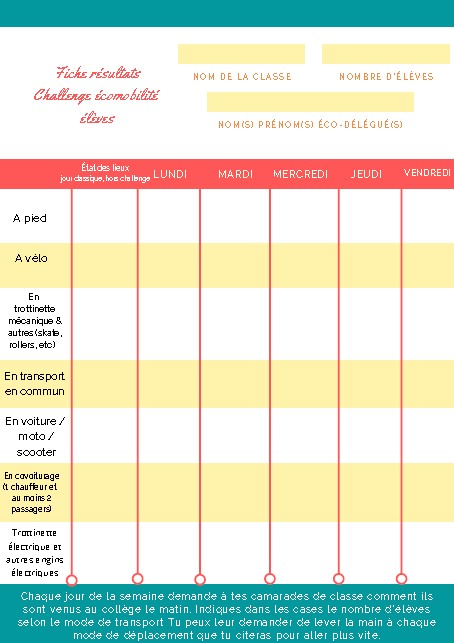 Fiche résultats
Challenge écomobilité
élèves
NOM DE LA CLASSE
NOMBRE D'ÉLÈVES
NOM(S) PRÉNOM(S) ÉCO-DÉLÉGUÉ(S)
État des lieux
jour classique, hors challenge
LUNDI
MARDI
MERCREDI
JEUDI
VENDREDI
A pied
A vélo
En
trottinette
mécanique &
autres (skate,
rollers, etc)
En transport
en commun
En voiture /
moto /
scooter
En covoiturage
(1 chauffeur et
au moins 2
passagers)
Trottinette
électrique et
autres engins
électriques
Chaque jour de la semaine demande à tes camarades de classe comment ils
sont venus au collège le matin. Indiques dans les cases le nombre d'élèves
selon le mode de transport Tu peux leur demander de lever la main à chaque
mode de déplacement que tu citeras pour aller plus vite.